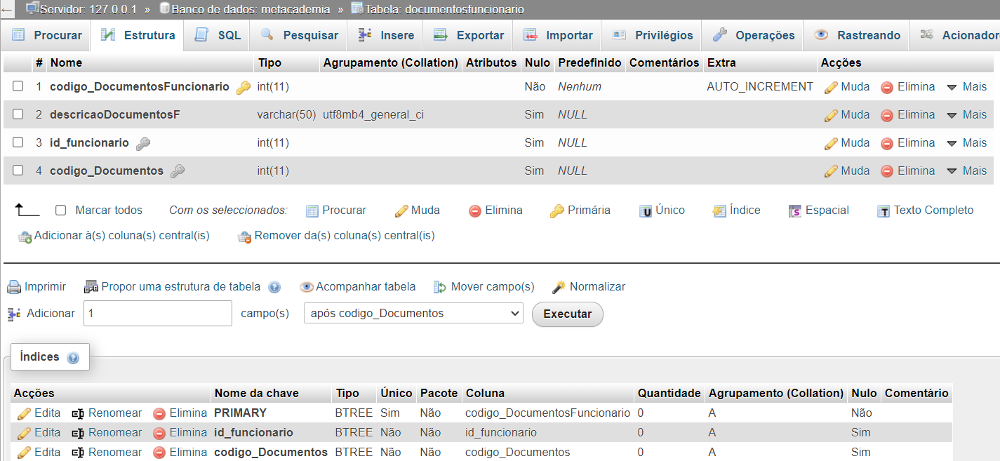 ← Servidor: 127.0.0.1 » Banco de dados: metacademia » Tabela: documentosfuncionario
Procurar Estrutura SQL Pesquisar Insere Exportar Importar Privilégios Operações Rastreando Acionador
# Nome Tipo Agrupamento (Collation) Atributos Nulo Predefinido Comentários Extra Acções
1 codigo_DocumentosFuncionario int(11) Não Nenhum AUTO_INCREMENT Muda Elimina Mais
2 descricaoDocumentosF varchar(50) utf8mb4_general_ci Sim NULL Muda Elimina Mais
3 id_funcionario int(11) Sim NULL Muda Elimina Mais
4 codigo_Documentos int(11) Sim NULL Muda Elimina Mais
Marcar todos Com os seleccionados: Procurar Muda Elimina Primária Único Índice Espacial Texto Completo
Adicionar à(s) coluna(s) central(is) Remover da(s) coluna(s) central(is)
Imprimir Propor uma estrutura de tabela Acompanhar tabela Mover campo(s) Normalizar
Adicionar 1 campo(s) após codigo_Documentos Executar
Índices
Acções Nome da chave Tipo Único Pacote Coluna Quantidade Agrupamento (Collation) Nulo Comentário
Edita Renomear Elimina PRIMARY BTREE Sim Não codigo_DocumentosFuncionario 0 A Não
Edita Renomear Elimina id_funcionario BTREE Não Não id_funcionario 0 A Sim
Edita Renomear Elimina codigo_Documentos BTREE Não Não codigo_Documentos 0 A Sim